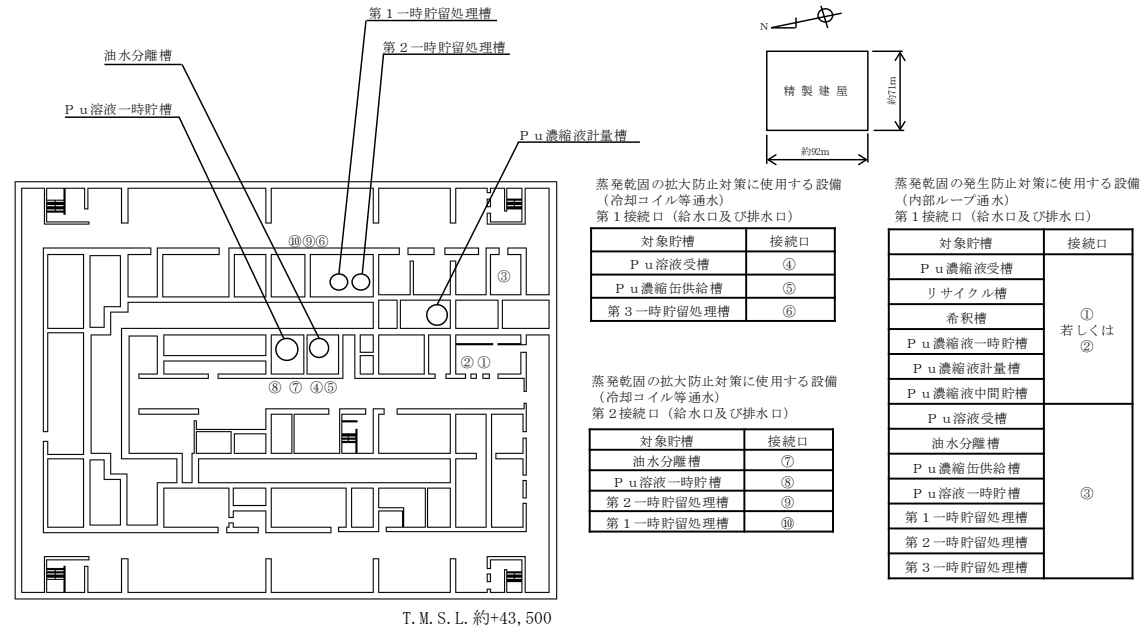 第１一時貯留処理槽
第２一時貯留処理槽
油水分離槽
Ｐｕ溶液一時貯槽
Ｐｕ濃縮液計量槽
⑩⑨⑥
③
② ①
⑧ ⑦ ④⑤
T.M.S.L.約+43,500
N
精製建屋
約71m
約92m
蒸発乾固の拡大防止対策に使用する設備
（冷却コイル等通水）
第１接続口（給水口及び排水口）
対象貯槽 接続口
Ｐｕ溶液受槽 ④
Ｐｕ濃縮缶供給槽 ⑤
第３一時貯留処理槽 ⑥
蒸発乾固の拡大防止対策に使用する設備
（冷却コイル等通水）
第２接続口（給水口及び排水口）
対象貯槽 接続口
油水分離槽 ⑦
Ｐｕ溶液一時貯槽 ⑧
第２一時貯留処理槽 ⑨
第１一時貯留処理槽 ⑩
蒸発乾固の発生防止対策に使用する設備
（内部ループ通水）
第１接続口（給水口及び排水口）
対象貯槽 接続口
Ｐｕ濃縮液受槽
リサイクル槽
希釈槽
Ｐｕ濃縮液一時貯槽
Ｐｕ濃縮液計量槽
Ｐｕ濃縮液中間貯槽
①
若しくは
②
Ｐｕ溶液受槽
油水分離槽
Ｐｕ濃縮缶供給槽
Ｐｕ溶液一時貯槽
第１一時貯留処理槽
第２一時貯留処理槽
第３一時貯留処理槽
③